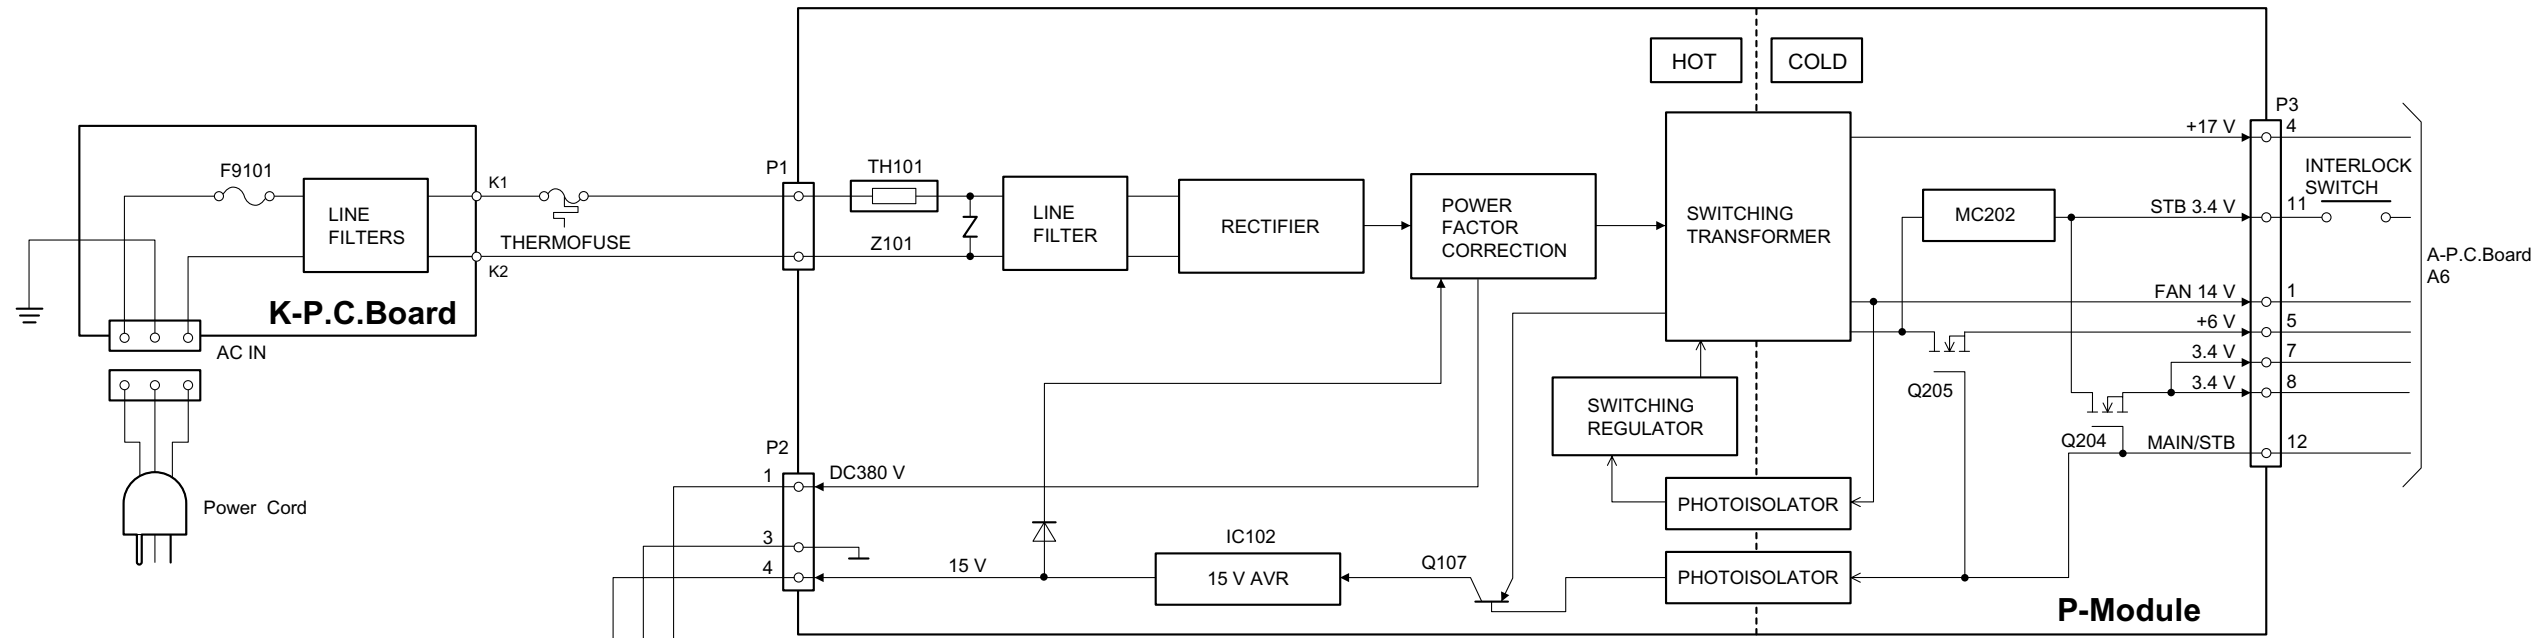 HOT
COLD
P3
+17 V
4
F9101
P1
TH101
INTERLOCK
SWITCH
K1
LINE
FILTERS
LINE
FILTER
RECTIFIER
POWER
FACTOR
CORRECTION
SWITCHING
TRANSFORMER
MC202
STB 3.4 V
11
THERMOFUSE
Z101
K2
A-P.C.Board
A6
K-P.C.Board
FAN 14 V
1
+6 V
5
AC IN
3.4 V
7
3.4 V
8
Q205
SWITCHING
REGULATOR
Q204
MAIN/STB
12
P2
1
DC380 V
Power Cord
PHOTOISOLATOR
3
IC102
4
15 V
15 V AVR
Q107
PHOTOISOLATOR
P-Module